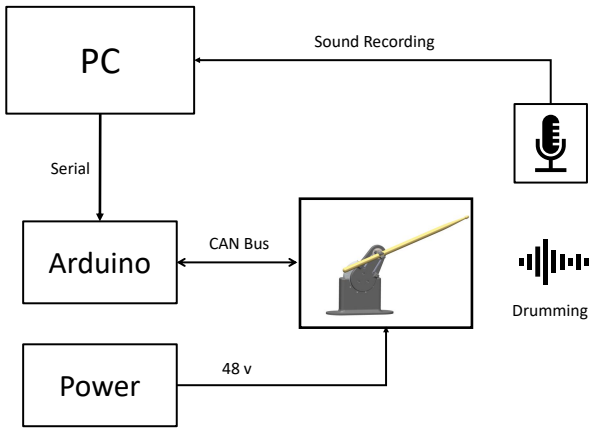 Sound Recording
PC
Serial
CAN Bus
Arduino
Drumming
48 v
Power